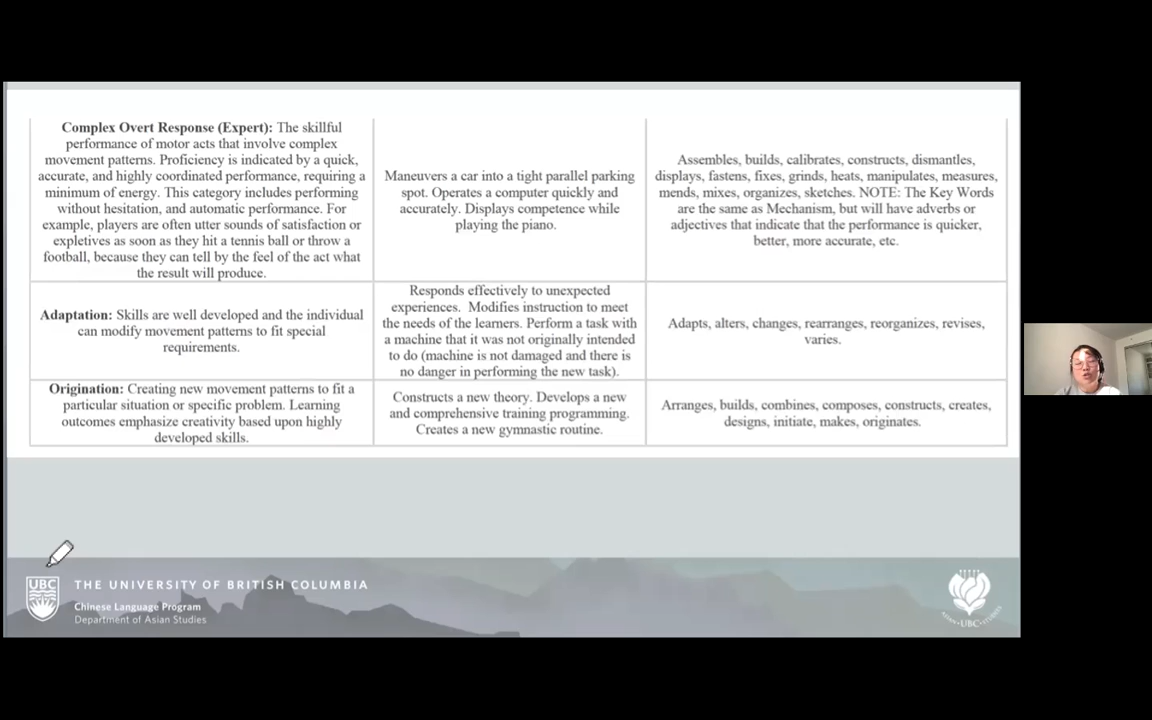 Complex Overt Response (Expert): The skillful
performance of motor acts that involve complex
movement patterns. Proficiency is indicated by a quick,
accurate, and highly coordinated performance, requiring a
minimum of energy. This category includes performing
without hesitation, and automatic performance. For
example, players are often utter sounds of satisfaction or
expletives as soon as they hit a tennis ball or throw a
football, because they can tell by the feel of the act what
the result will produce.
Maneuvers a car into a tight parallel parking
spot. Operates a computer quickly and
accurately. Displays competence while
playing the piano.
Assembles, builds, calibrates, constructs, dismantles,
displays, fastens, fixes, grinds, heats, manipulates, measures,
mends, mixes, organizes, sketches. NOTE: The Key Words
are the same as Mechanism, but will have adverbs or
adjectives that indicate that the performance is quicker,
better, more accurate, etc.
Adaptation: Skills are well developed and the individual
can modify movement patterns to fit special
requirements.
Responds effectively to unexpected
experiences. Modifies instruction to meet
the needs of the learners. Perform a task with
a machine that it was not originally intended
to do (machine is not damaged and there is
no danger in performing the new task).
Adapts, alters, changes, rearranges, reorganizes, revises,
varies.
Origination: Creating new movement patterns to fit a
particular situation or specific problem. Learning
outcomes emphasize creativity based upon highly
developed skills.
Constructs a new theory. Develops a new
and comprehensive training programming.
Creates a new gymnastic routine.
Arranges, builds, combines, composes, constructs, creates,
designs, initiate, makes, originates.
UBC
THE UNIVERSITY OF BRITISH COLUMBIA
Chinese Language Program
Department of Asian Studies
ASIAN·UBC·STUDIES